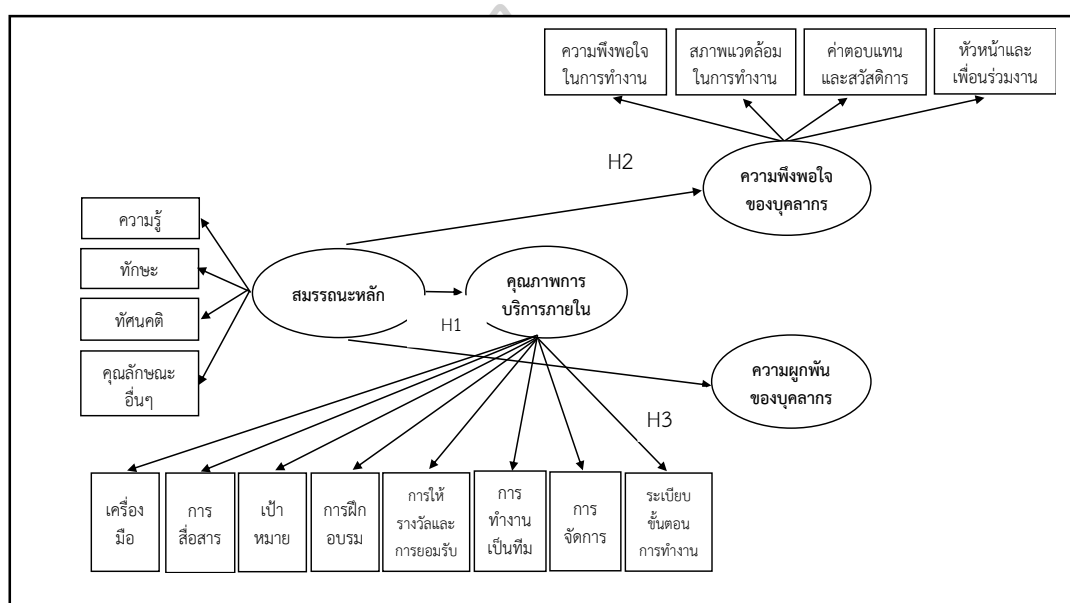 ความพึงพอใจ
ในการทำงาน
สภาพแวดล้อม
ในการทำงาน
ค่าตอบแทน
และสวัสดิการ
หัวหน้าและ
เพื่อนร่วมงาน
H2
ความพึงพอใจ
ของบุคลากร
ความรู้
ทักษะ
ทัศนคติ
คุณลักษณะ
อื่นๆ
สมรรถนะหลัก
H1
คุณภาพการ
บริการภายใน
ความผูกพัน
ของบุคลากร
H3
เครื่อง
มือ
การ
สื่อสาร
เป้า
หมาย
การฝึก
อบรม
การให้
รางวัลและ
การยอมรับ
การ
ทำงาน
เป็นทีม
การ
จัดการ
ระเบียบ
ขั้นตอน
การทำงาน